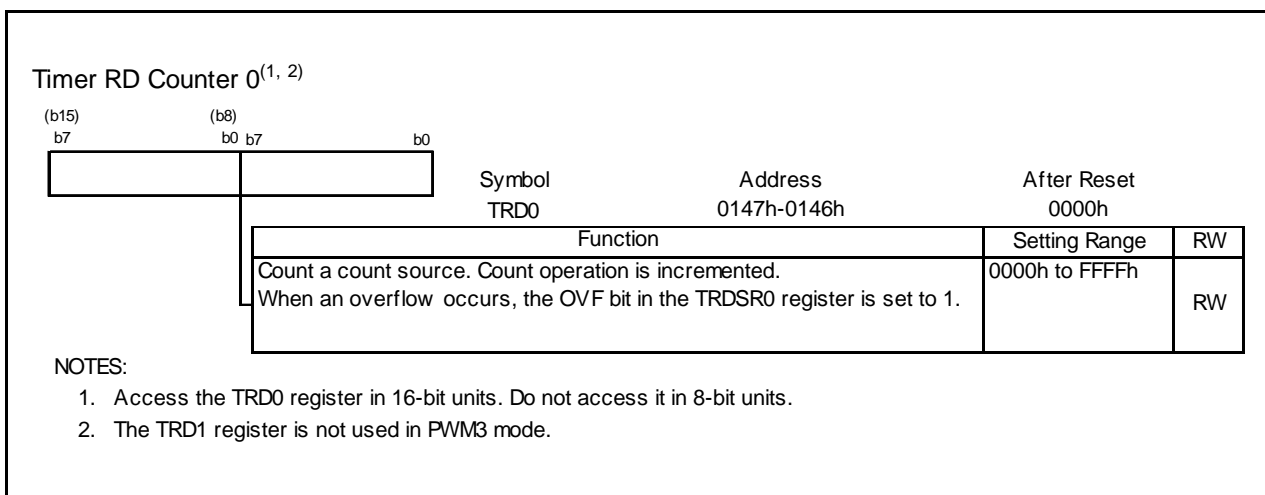 Timer RD Counter 0(1, 2)
(b15) (b8)
b7 b0 b7 b0
Symbol Address After Reset
TRD0 0147h-0146h 0000h
Function Setting Range RW
Count a count source. Count operation is incremented. 0000h to FFFFh
When an overflow occurs, the OVF bit in the TRDSR0 register is set to 1. RW
NOTES:
1. Access the TRD0 register in 16-bit units. Do not access it in 8-bit units.
2. The TRD1 register is not used in PWM3 mode.